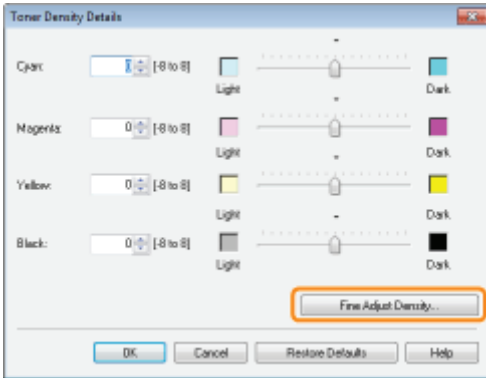 Toner Density Details
Cyan: 0 [-8 to 8]
Light Dark
Magenta: 0 [-8 to 8]
Light Dark
Yellow: 0 [-8 to 8]
Light Dark
Black: 0 [-8 to 8]
Light Dark
Fine Adjust Density...
OK Cancel Restore Defaults Help